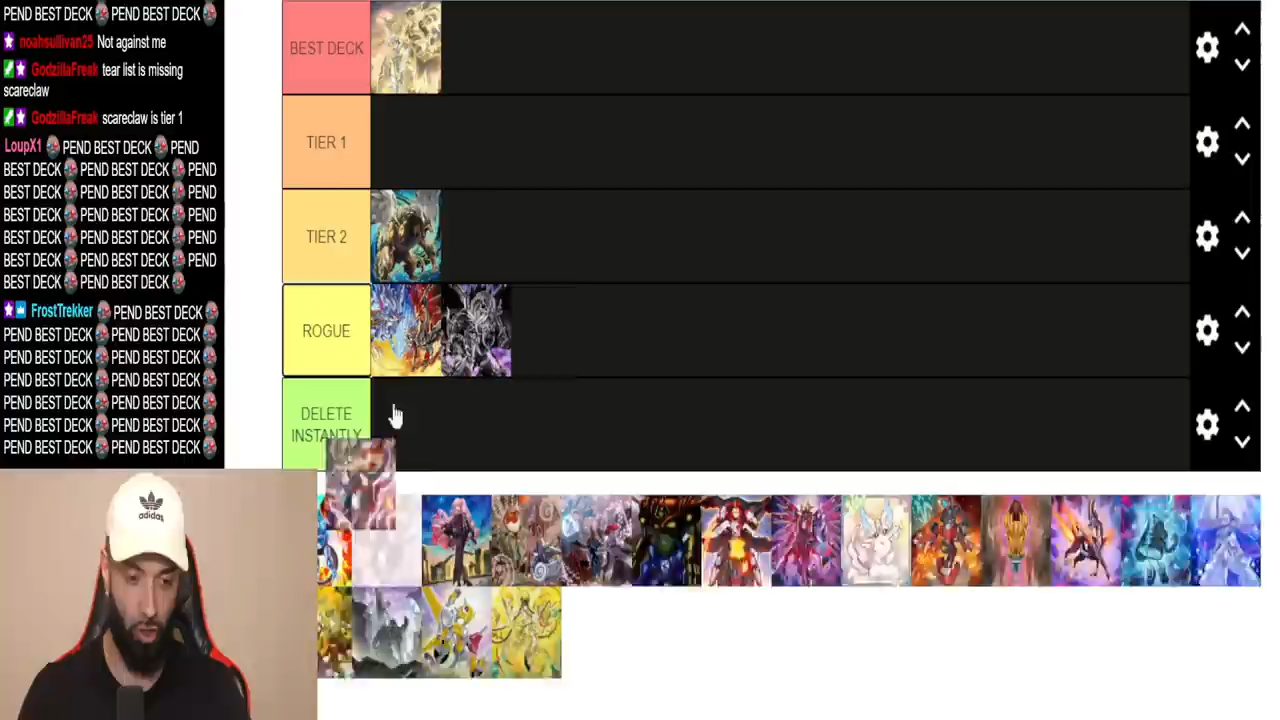 PEND BEST DECK PEND BEST DECK
noahsullivan25 Not against me
GodzillaFreak tear list is missing
scareclaw
GodzillaFreak scareclaw is tier 1
LoupX1 PEND BEST DECK PEND
BEST DECK PEND BEST DECK PEND
BEST DECK PEND BEST DECK PEND
BEST DECK PEND BEST DECK PEND
BEST DECK PEND BEST DECK PEND
BEST DECK PEND BEST DECK PEND
BEST DECK PEND BEST DECK
FrostTrekker PEND BEST DECK
PEND BEST DECK PEND BEST DECK
PEND BEST DECK PEND BEST DECK
PEND BEST DECK PEND BEST DECK
PEND BEST DECK PEND BEST DECK
PEND BEST DECK PEND BEST DECK
PEND BEST DECK PEND BEST DECK
BEST DECK
TIER 1
TIER 2
ROGUE
DELETE
INSTANTLY
adidas